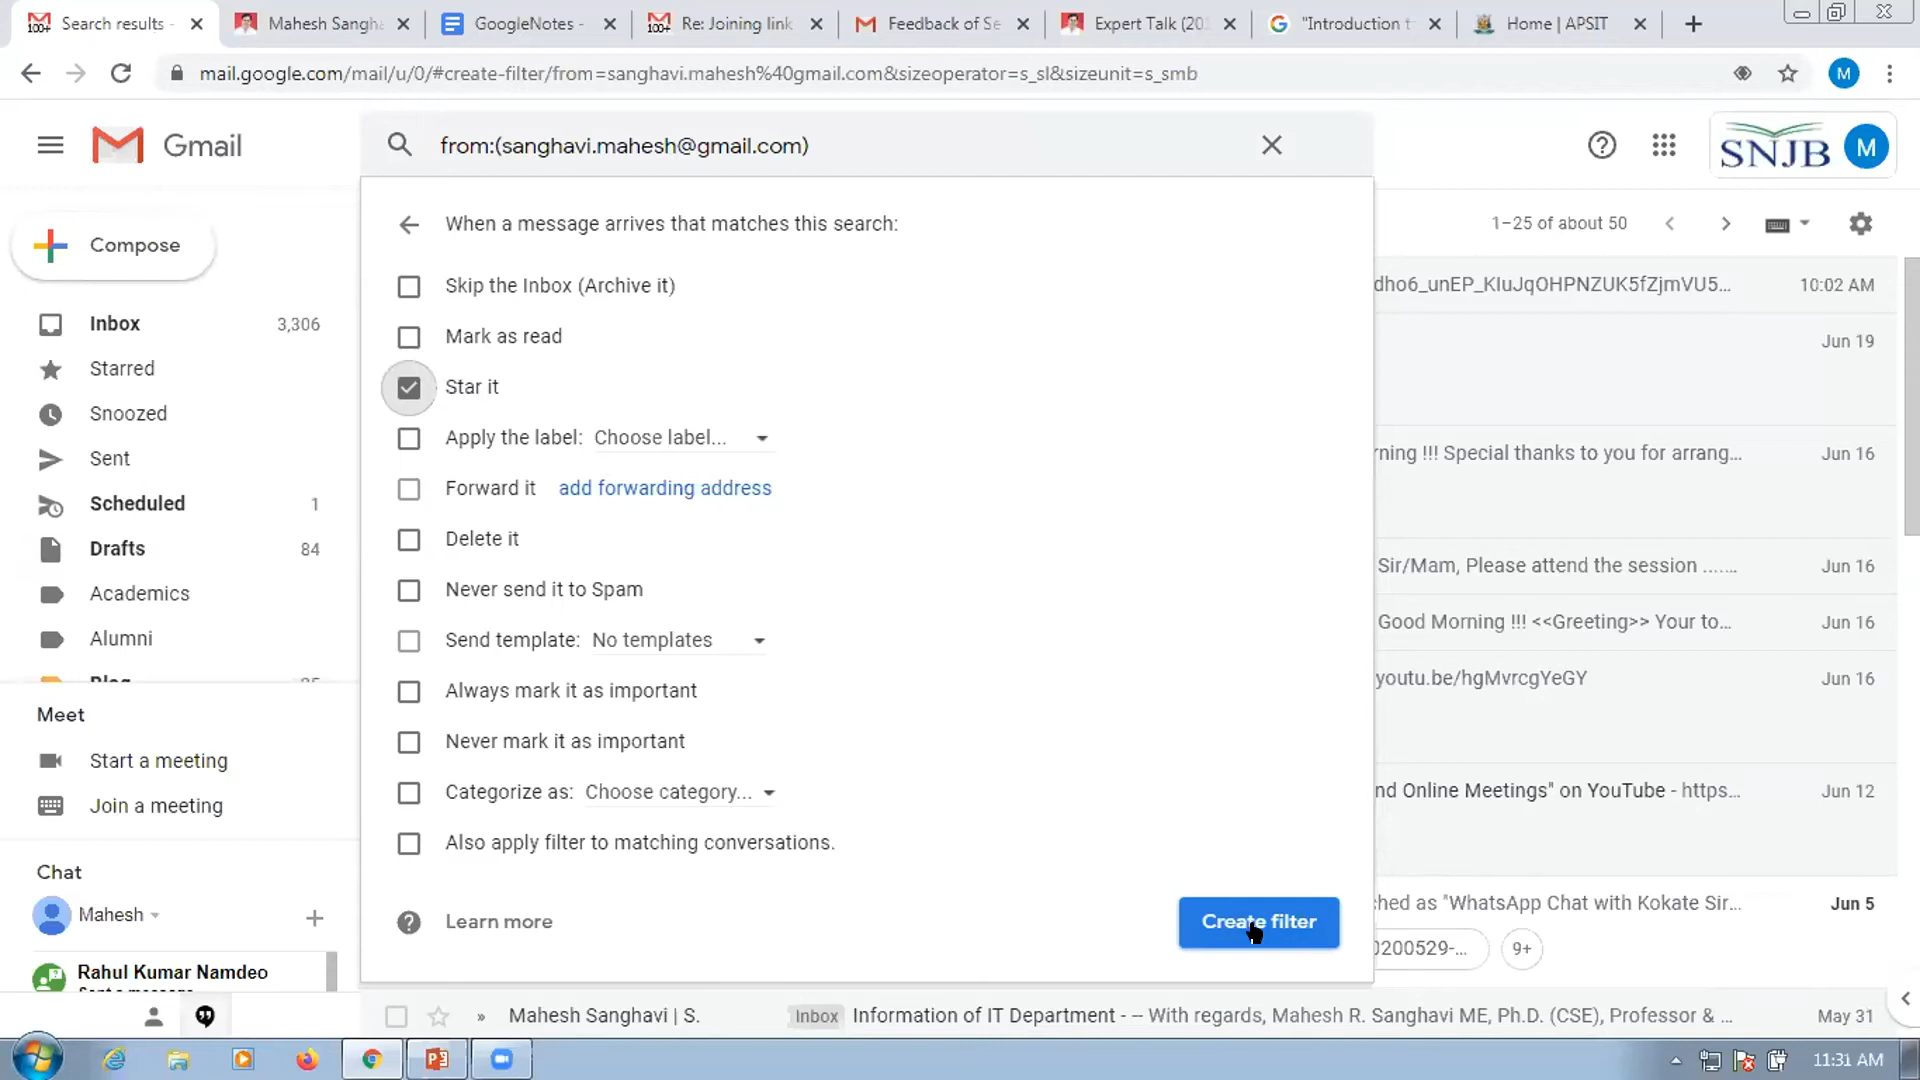 Search results -
Mahesh Sangha
GoogleNotes -
Re: Joining link
Feedback of Se
Expert Talk (20
"Introduction t
Home | APSIT
mail.google.com/mail/u/0/#create-filter/from=sanghavi.mahesh%40gmail.com&sizeoperator=s_sl&sizeunit=s_smb
M
Gmail
from:(sanghavi.mahesh@gmail.com)
SNJB
M
Compose
When a message arrives that matches this search:
1–25 of about 50
Skip the Inbox (Archive it)
dho6_unEP_KIuJqOHPNZUK5fZjmVU5...
10:02 AM
Inbox
3,306
Mark as read
Jun 19
Starred
Star it
Snoozed
Apply the label: Choose label...
rning !!! Special thanks to you for arrang...
Jun 16
Sent
Forward it add forwarding address
Scheduled
1
Delete it
Drafts
84
Sir/Mam, Please attend the session .......
Jun 16
Academics
Never send it to Spam
Good Morning !!! <<Greeting>> Your to...
Jun 16
Alumni
Send template: No templates
youtu.be/hgMvrcgYeGY
Jun 16
Blog
Meet
Always mark it as important
Start a meeting
Never mark it as important
Join a meeting
Categorize as: Choose category...
nd Online Meetings" on YouTube - https...
Jun 12
Also apply filter to matching conversations.
Chat
Mahesh
Learn more
Create filter
ched as "WhatsApp Chat with Kokate Sir...
Jun 5
0200529-...
9+
Rahul Kumar Namdeo
Mahesh Sanghavi | S.
Inbox
Information of IT Department - -- With regards, Mahesh R. Sanghavi ME, Ph.D. (CSE), Professor & ...
May 31
11:31 AM